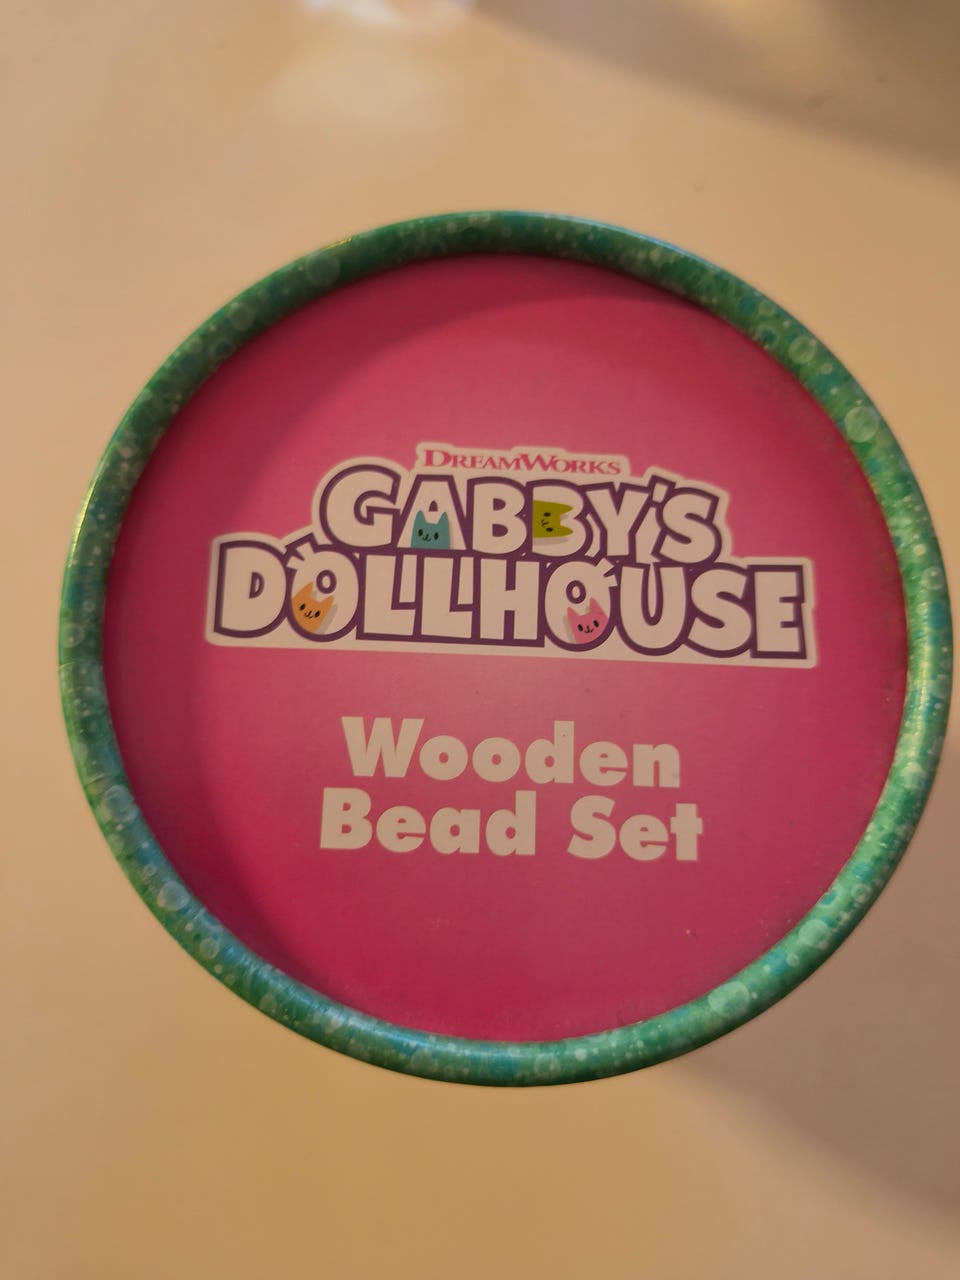 DREAMWORKS
GABBY'S
DOLLHOUSE
Wooden
Bead Set